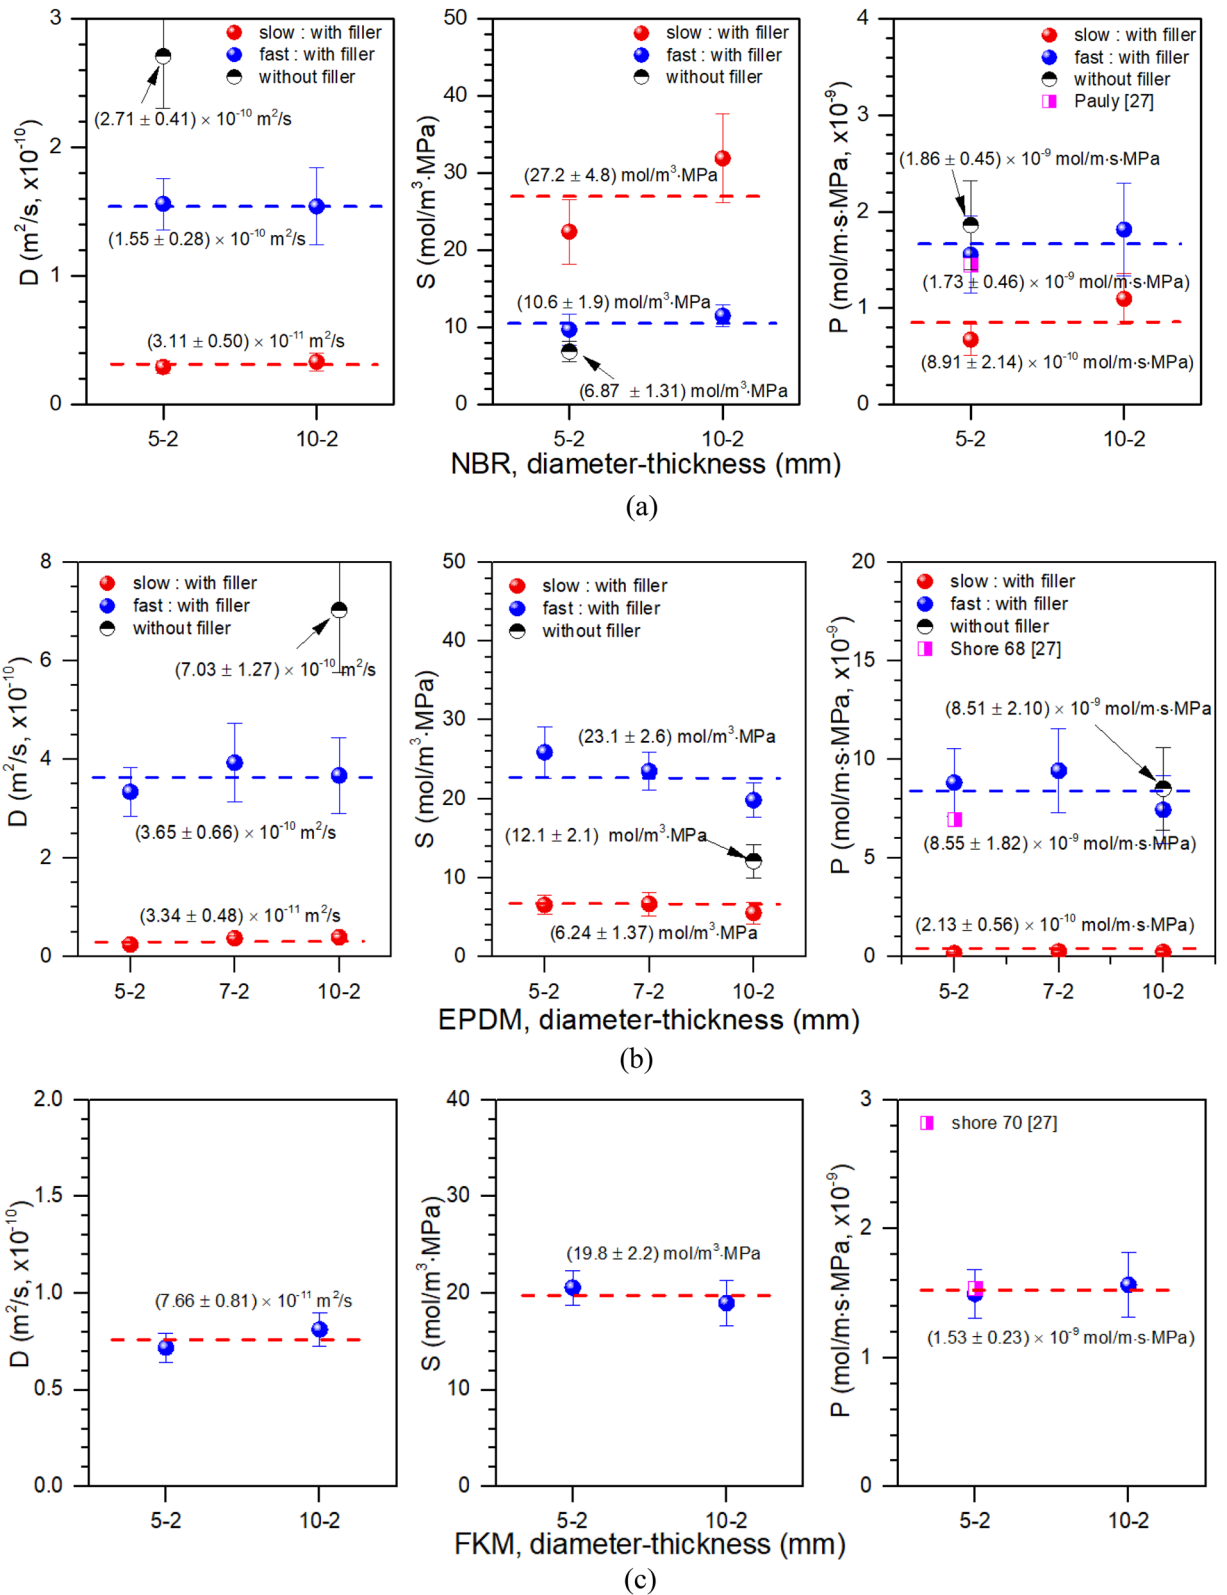 3
2
1
0
D (m²/s, x10⁻¹⁰)
slow : with filler
fast : with filler
without filler
(2.71 ± 0.41) × 10⁻¹⁰ m²/s
(1.55 ± 0.28) × 10⁻¹⁰ m²/s
(3.11 ± 0.50) × 10⁻¹¹ m²/s
5-2
10-2
50
40
30
20
10
0
S (mol/m³·MPa)
slow : with filler
fast : with filler
without filler
(27.2 ± 4.8) mol/m³·MPa
(10.6 ± 1.9) mol/m³·MPa
(6.87 ± 1.31) mol/m³·MPa
5-2
10-2
4
3
2
1
0
P (mol/m·s·MPa, x10⁻⁹)
slow : with filler
fast : with filler
without filler
Pauly [27]
(1.86 ± 0.45) × 10⁻⁹ mol/m·s·MPa
(1.73 ± 0.46) × 10⁻⁹ mol/m·s·MPa)
(8.91 ± 2.14) × 10⁻¹⁰ mol/m·s·MPa)
5-2
10-2
NBR, diameter-thickness (mm)
(a)
8
6
4
2
0
D (m²/s, x10⁻¹⁰)
slow : with filler
fast : with filler
without filler
(7.03 ± 1.27) × 10⁻¹⁰ m²/s
(3.65 ± 0.66) × 10⁻¹⁰ m²/s
(3.34 ± 0.48) × 10⁻¹¹ m²/s
5-2
7-2
10-2
50
40
30
20
10
0
S (mol/m³·MPa)
slow : with filler
fast : with filler
without filler
(23.1 ± 2.6) mol/m³·MPa
(12.1 ± 2.1) mol/m³·MPa
(6.24 ± 1.37) mol/m³·MPa
5-2
7-2
10-2
20
15
10
5
0
P (mol/m·s·MPa, x10⁻⁹)
slow : with filler
fast : with filler
without filler
Shore 68 [27]
(8.51 ± 2.10) × 10⁻⁹ mol/m·s·MPa
(8.55 ± 1.82) × 10⁻⁹ mol/m·s·MPa)
(2.13 ± 0.56) × 10⁻¹⁰ mol/m·s·MPa)
5-2
7-2
10-2
EPDM, diameter-thickness (mm)
(b)
2.0
1.5
1.0
0.5
0.0
D (m²/s, x10⁻¹⁰)
(7.66 ± 0.81) × 10⁻¹¹ m²/s
5-2
10-2
40
30
20
10
0
S (mol/m³·MPa)
(19.8 ± 2.2) mol/m³·MPa
5-2
10-2
3
2
1
0
P (mol/m·s·MPa, x10⁻⁹)
shore 70 [27]
(1.53 ± 0.23) × 10⁻⁹ mol/m·s·MPa)
5-2
10-2
FKM, diameter-thickness (mm)
(c)